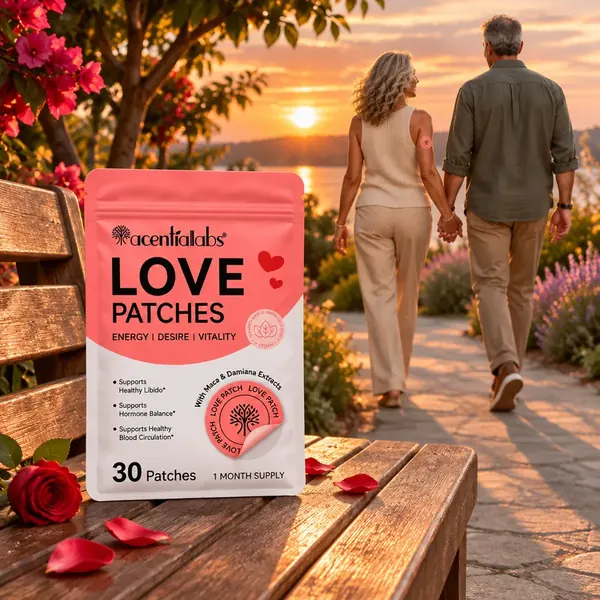 acentiallabs®
LOVE
PATCHES
ENERGY | DESIRE | VITALITY
• Supports
Healthy Libido*
• Supports
Hormone Balance*
• Supports Healthy
Blood Circulation*
With Maca & Damiana Extracts
LOVE PATCH LOVE PATCH LOVE PATCH
30 Patches
1 MONTH SUPPLY